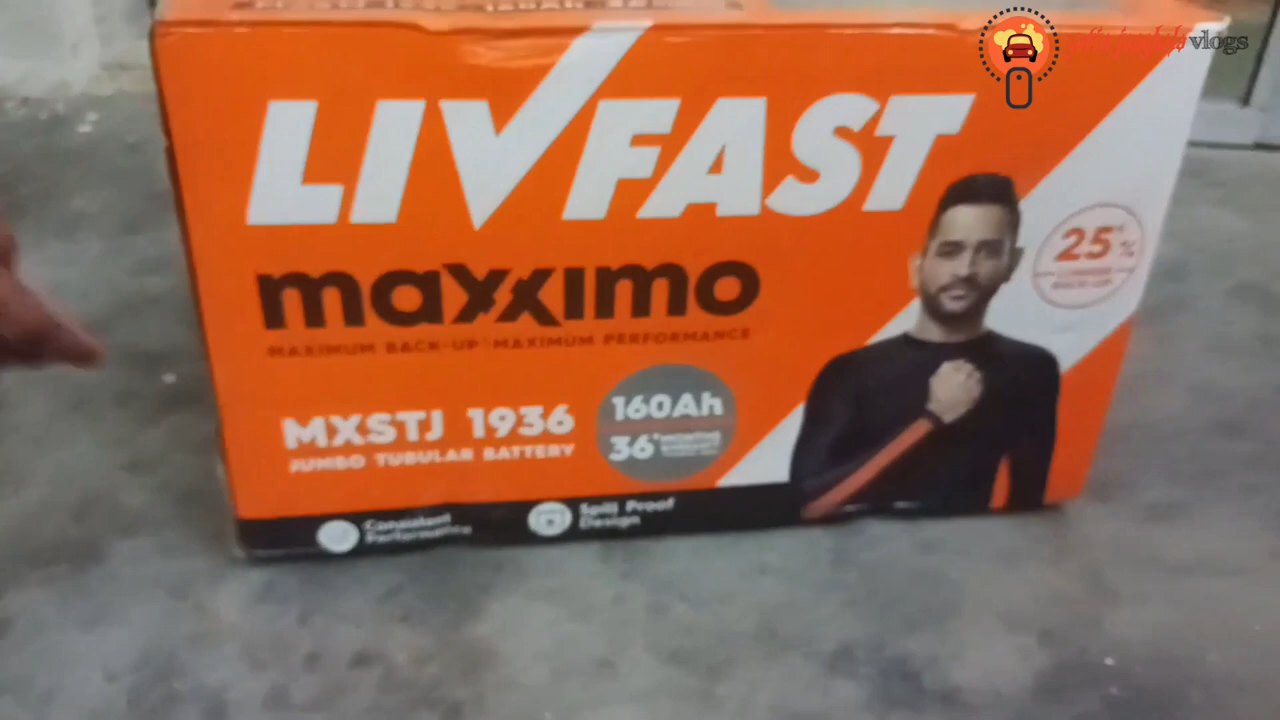 vlogs
LIVFAST
maxximo
MAXIMUM BACK-UP MAXIMUM PERFORMANCE
25%
MXSTJ 1936
JUMBO TUBULAR BATTERY
160Ah
36*
Consistent
Performance
Spill Proof
Design